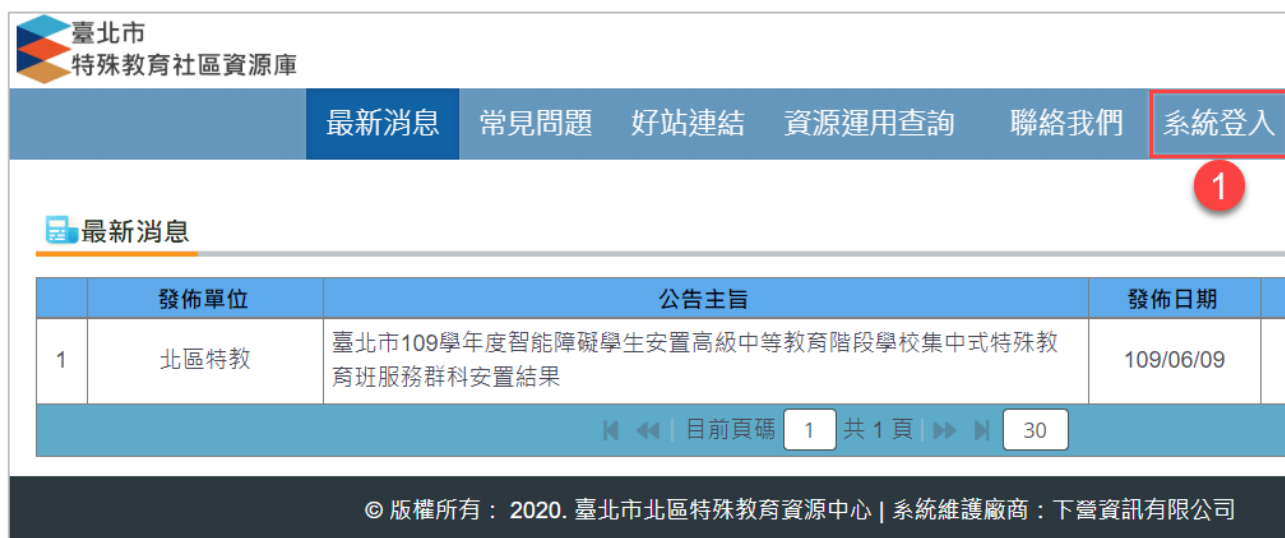 臺北市
特殊教育社區資源庫
最新消息 常見問題 好站連結 資源運用查詢 聯絡我們 系統登入
1
最新消息
發佈單位 公告主旨 發佈日期
1 北區特教 臺北市109學年度智能障礙學生安置高級中等教育階段學校集中式特殊教
育班服務群科安置結果 109/06/09
目前頁碼 1 共 1 頁 30
© 版權所有： 2020. 臺北市北區特殊教育資源中心 | 系統維護廠商：下營資訊有限公司